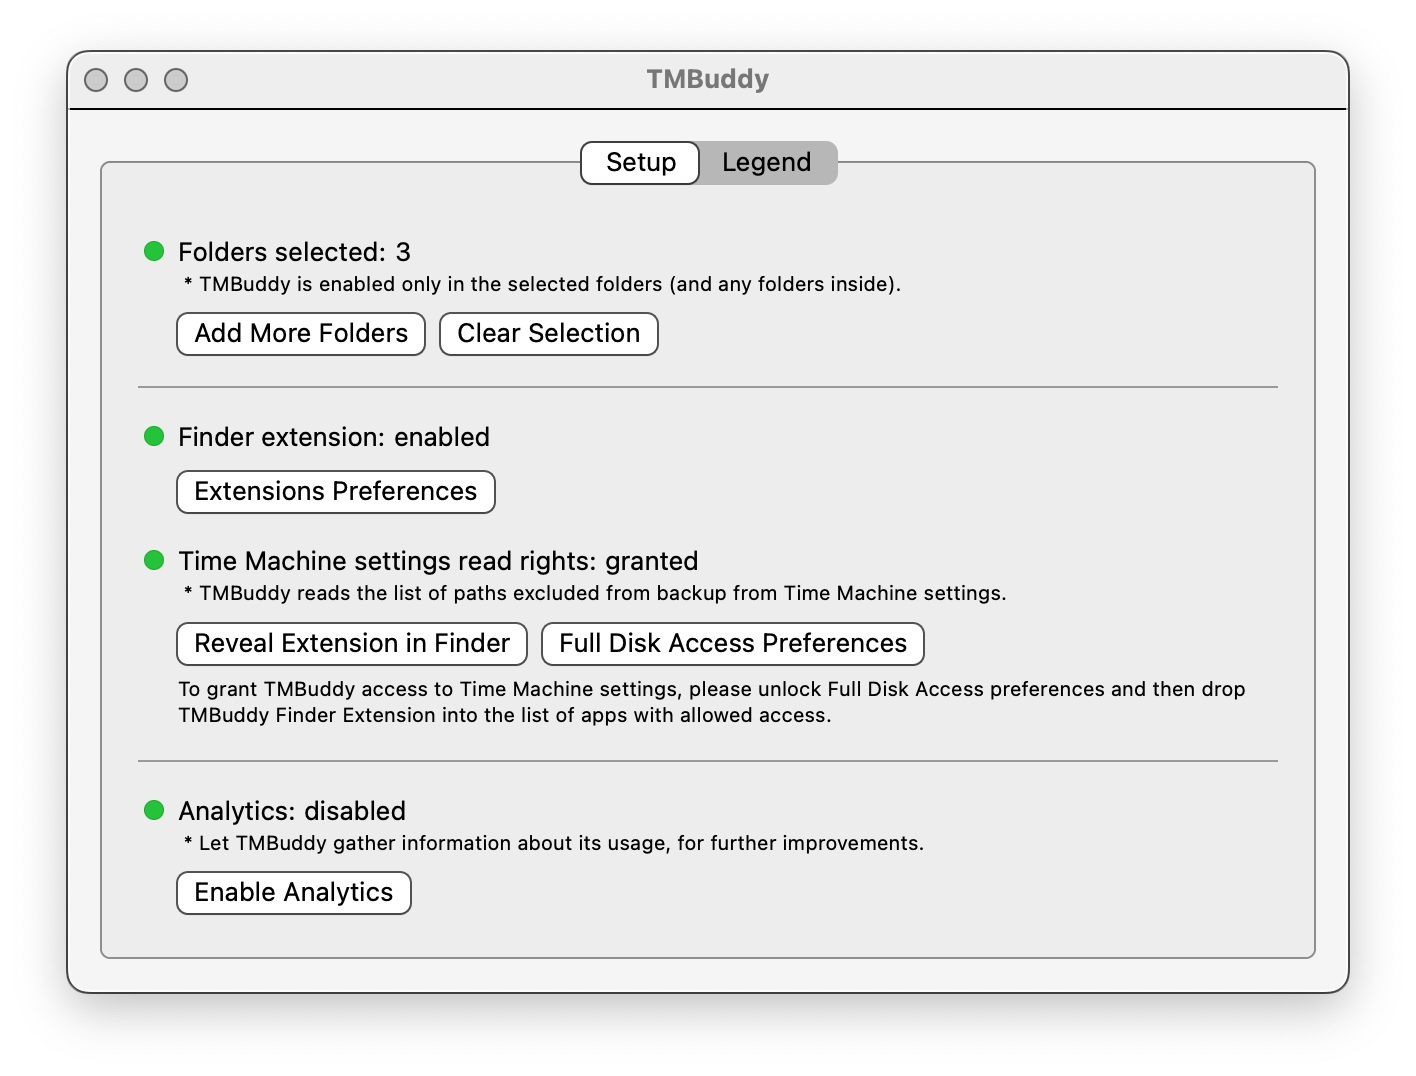 TMBuddy
Setup Legend
Folders selected: 3
* TMBuddy is enabled only in the selected folders (and any folders inside).
Add More Folders Clear Selection
Finder extension: enabled
Extensions Preferences
Time Machine settings read rights: granted
* TMBuddy reads the list of paths excluded from backup from Time Machine settings.
Reveal Extension in Finder Full Disk Access Preferences
To grant TMBuddy access to Time Machine settings, please unlock Full Disk Access preferences and then drop
TMBuddy Finder Extension into the list of apps with allowed access.
Analytics: disabled
* Let TMBuddy gather information about its usage, for further improvements.
Enable Analytics